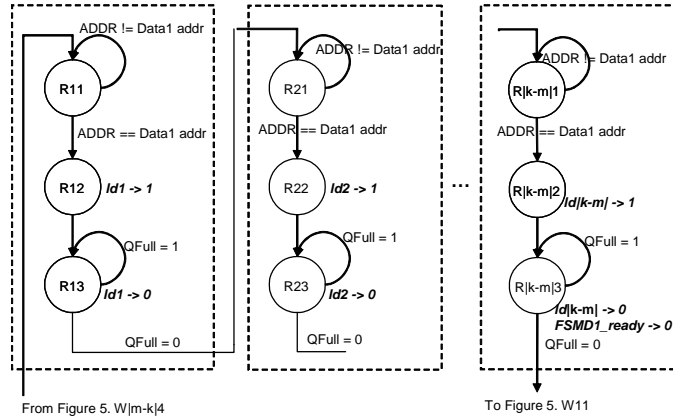 ADDR != Data1 addr
R11
ADDR == Data1 addr
R12
ld1 -> 1
QFull = 1
R13
ld1 -> 0
QFull = 0
ADDR != Data1 addr
R21
ADDR == Data1 addr
R22
ld2 -> 1
QFull = 1
R23
ld2 -> 0
QFull = 0
...
ADDR != Data1 addr
R|k-m|1
ADDR == Data1 addr
R|k-m|2
ld|k-m| -> 1
QFull = 1
R|k-m|3
ld|k-m| -> 0
FSMD1_ready -> 0
QFull = 0
From Figure 5. W|m-k|4
To Figure 5. W11